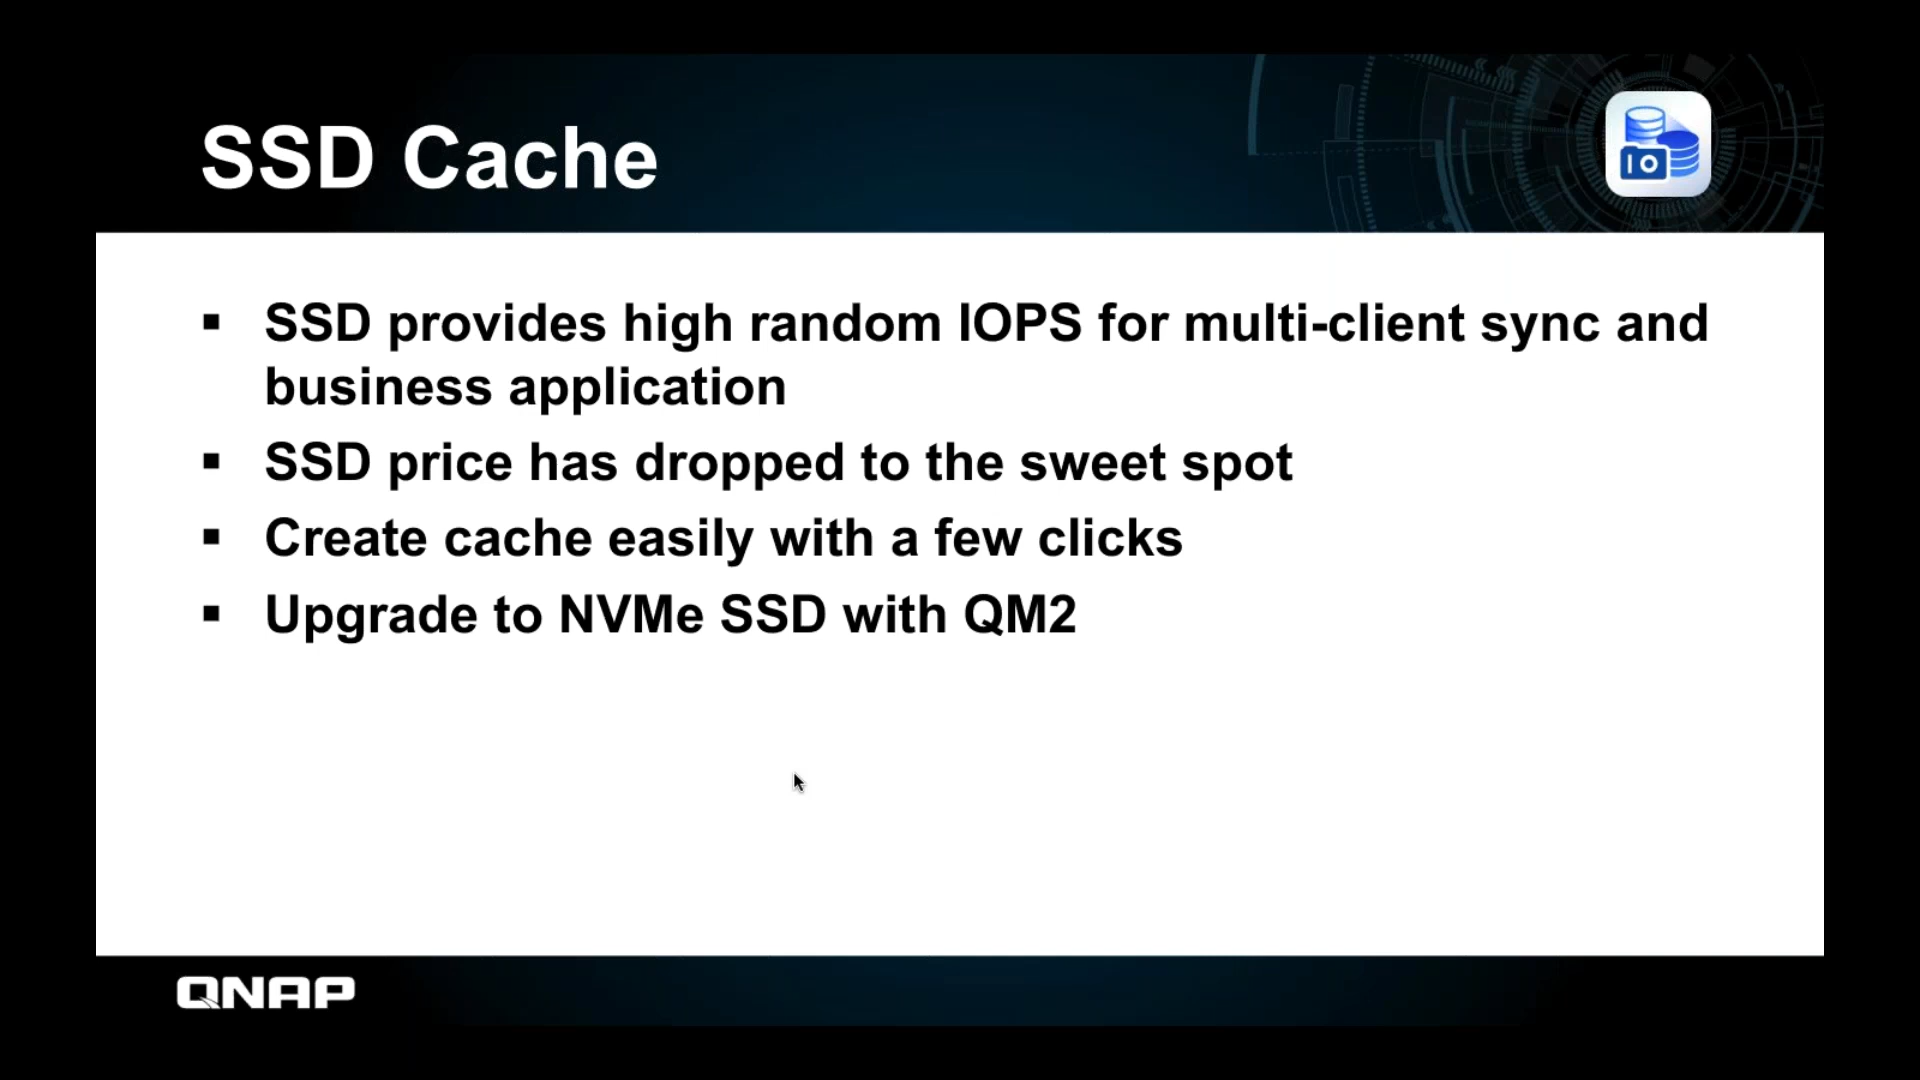 SSD Cache
IO
▪ SSD provides high random IOPS for multi-client sync and
business application
▪ SSD price has dropped to the sweet spot
▪ Create cache easily with a few clicks
▪ Upgrade to NVMe SSD with QM2
QNAP